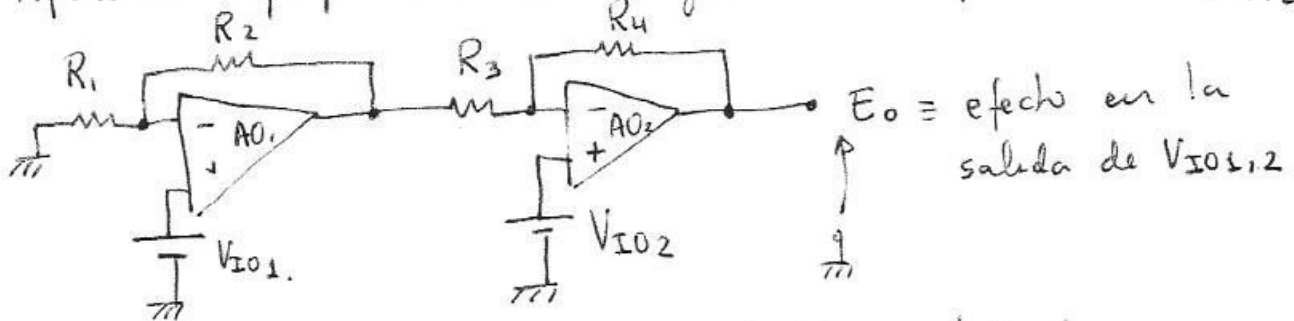 R2
R4
R1
R3
-
AO1
+
-
AO2
+
E0 ≡ efecto en la
salida de VIO1,2
VIO1.
VIO2